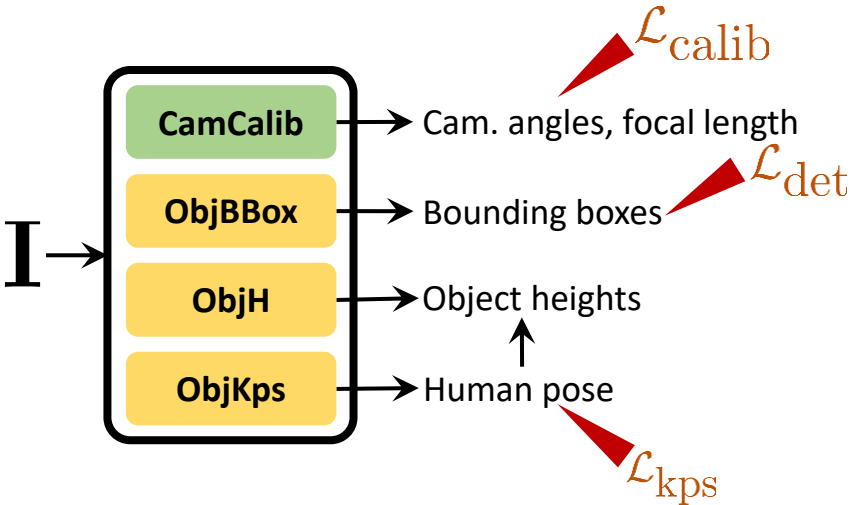 ℒcalib
CamCalib
Cam. angles, focal length
ℒdet
ObjBBox
Bounding boxes
I
ObjH
Object heights
ObjKps
Human pose
ℒkps